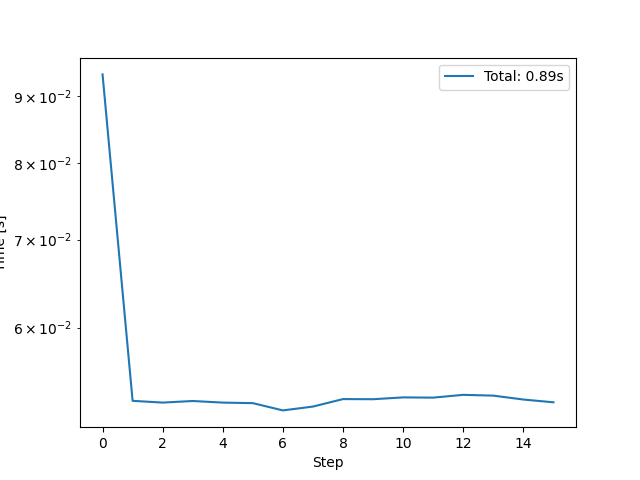 Total: 0.89s
9 × 10⁻²
8 × 10⁻²
7 × 10⁻²
6 × 10⁻²
[s]
0 2 4 6 8 10 12 14
Step